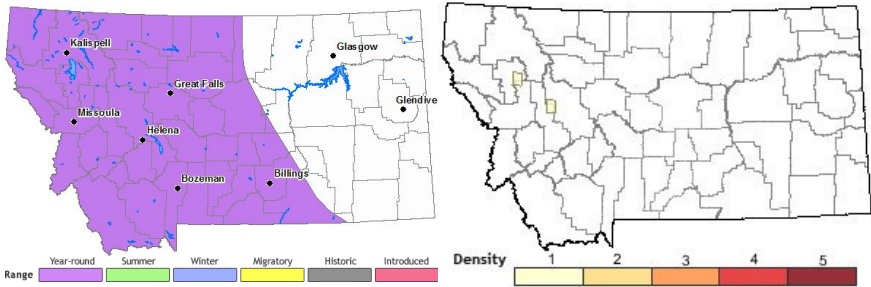 Kalispell
Glasgow
Great Falls
Glendive
Missoula
Helena
Bozeman
Billings
Year-round Summer Winter Migratory Historic Introduced
Range
Density 1 2 3 4 5